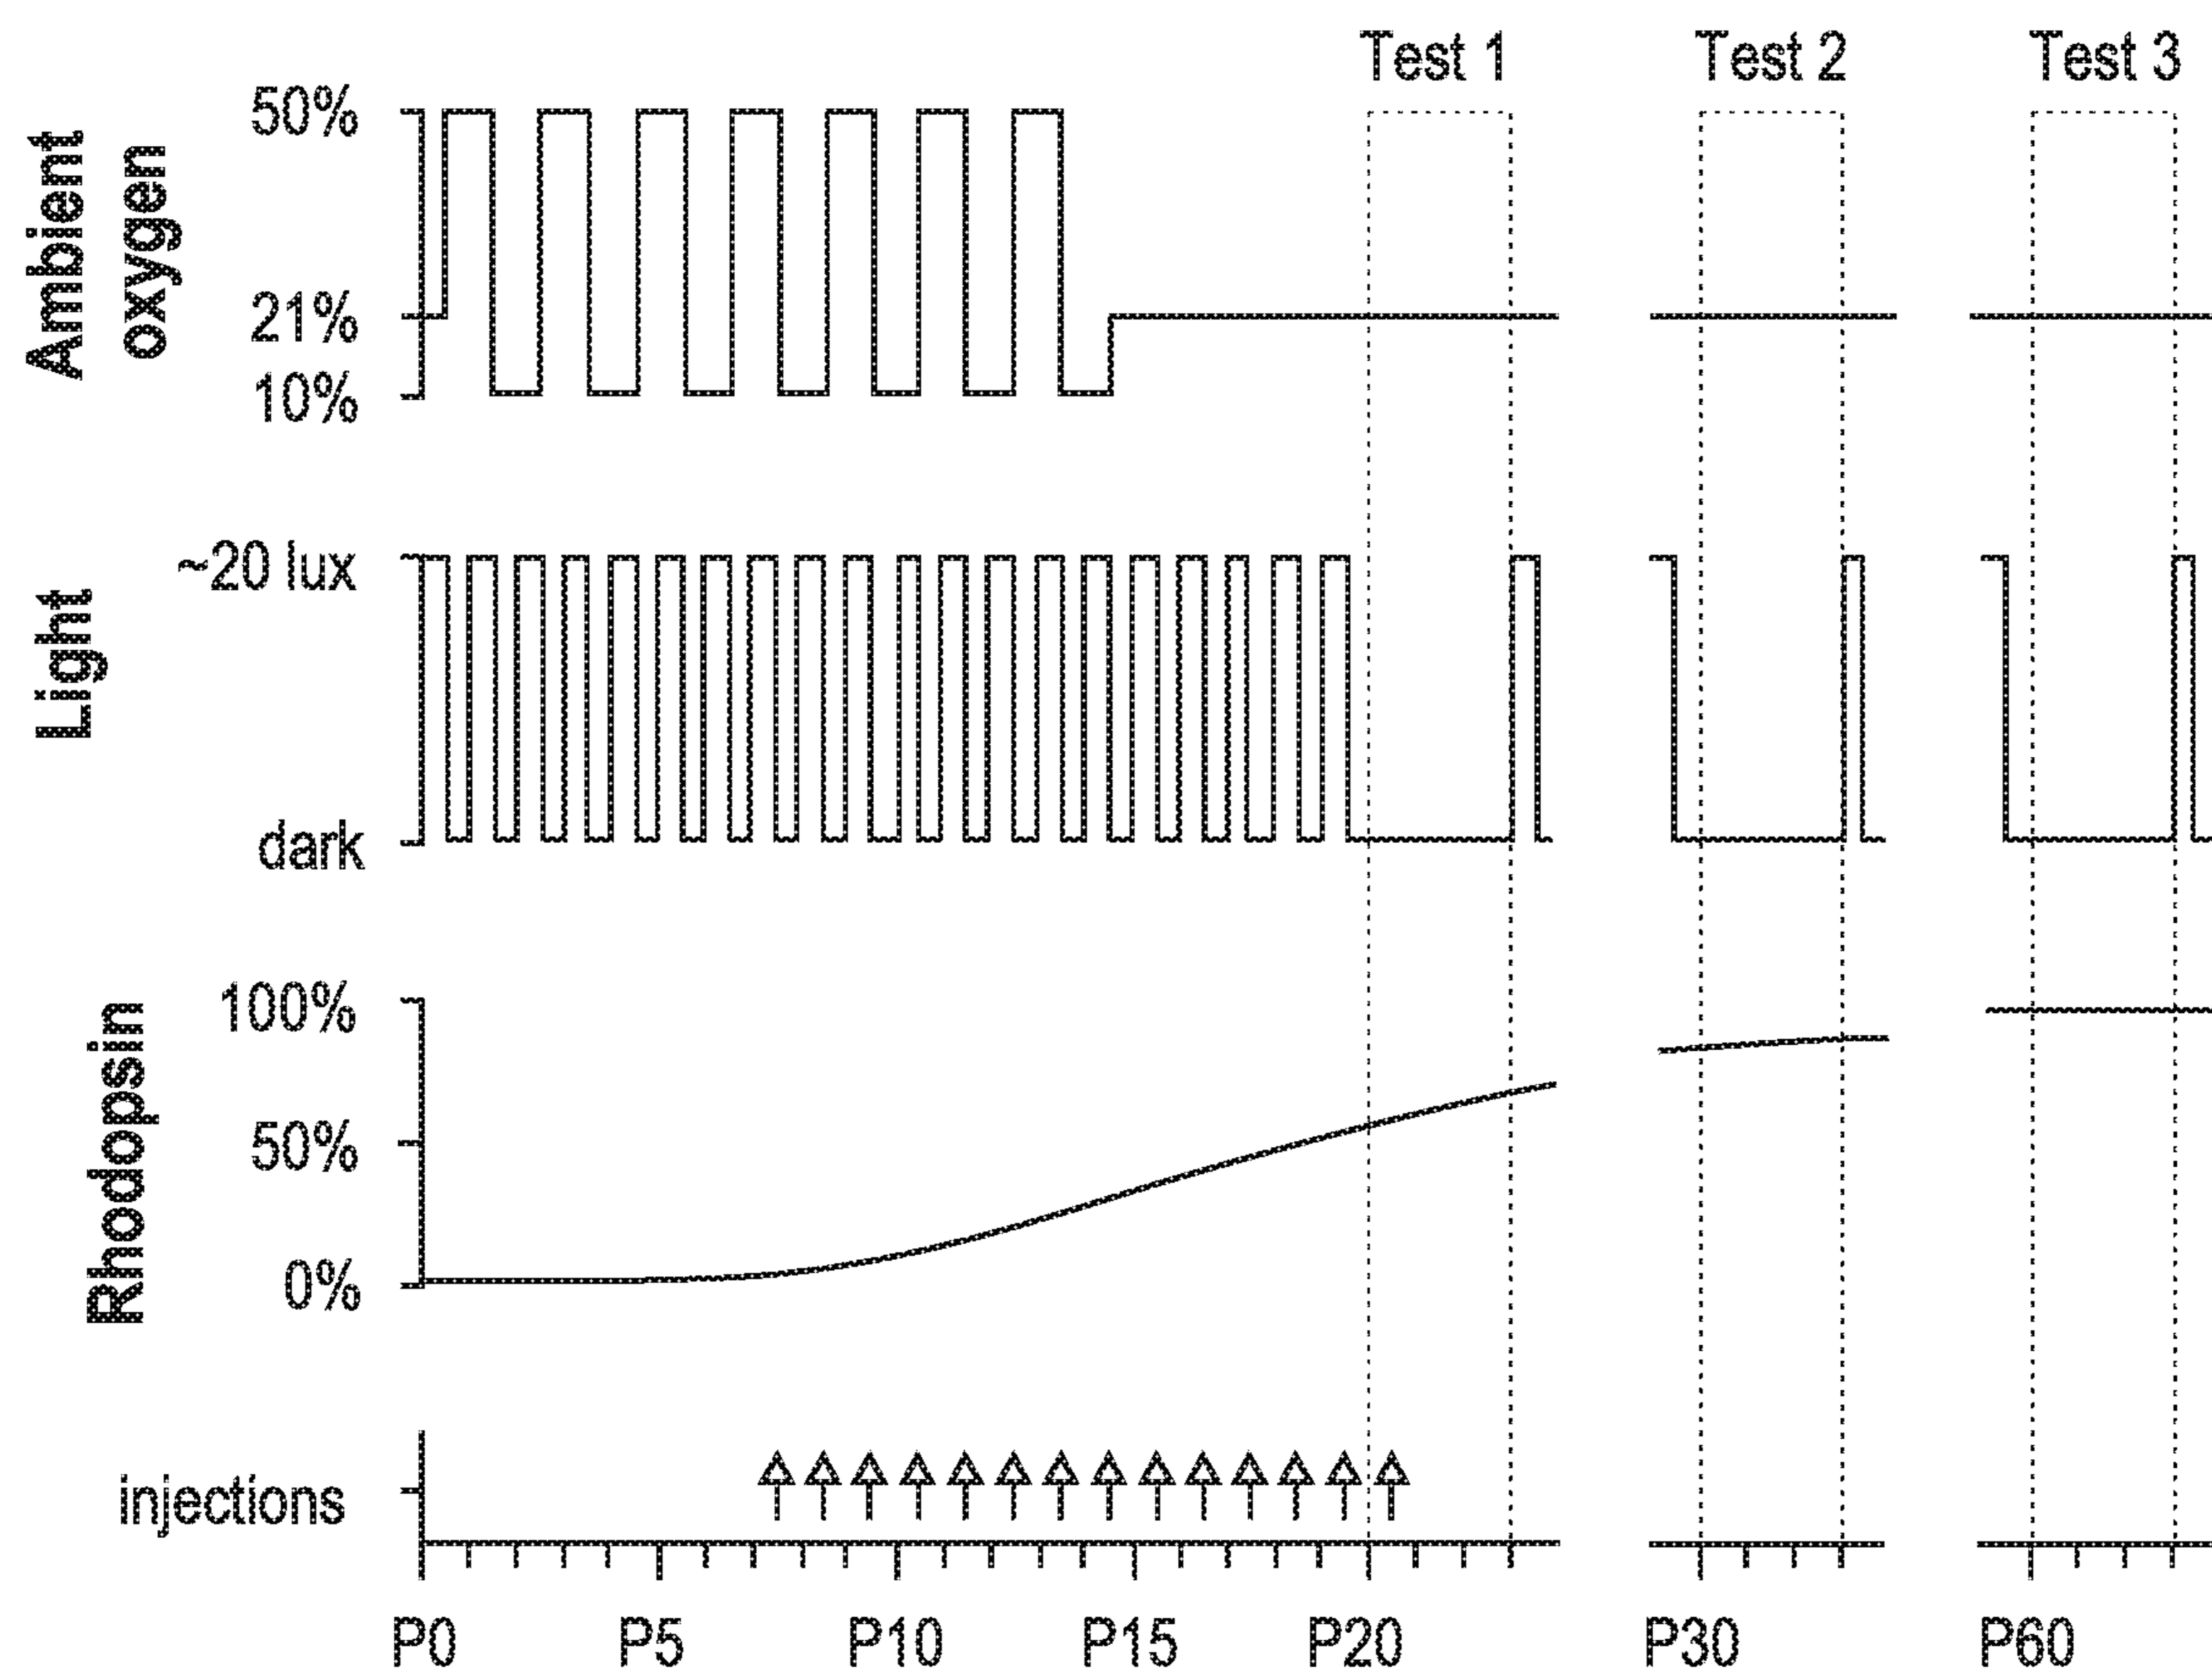 Test 1
Test 2
Test 3
Ambient
oxygen
50%
21%
10%
Light
~20 lux
dark
Rhodopsin
100%
50%
0%
injections
P0
P5
P10
P15
P20
P30
P60